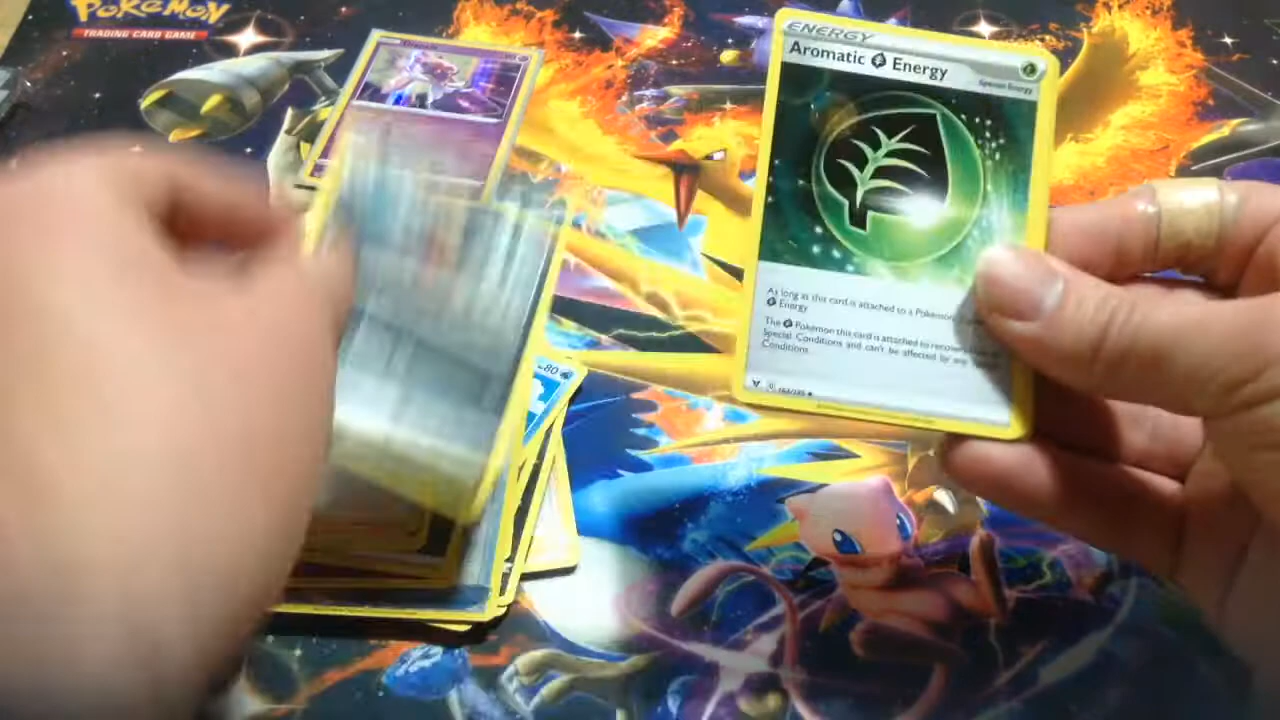 POKéMON
TRADING CARD GAME
ENERGY
Aromatic Energy
Special Energy
As long as this card is attached to a Pokémon,
Energy
The Pokémon this card is attached to recovers
Special Conditions and can't be affected by any
Conditions.
80